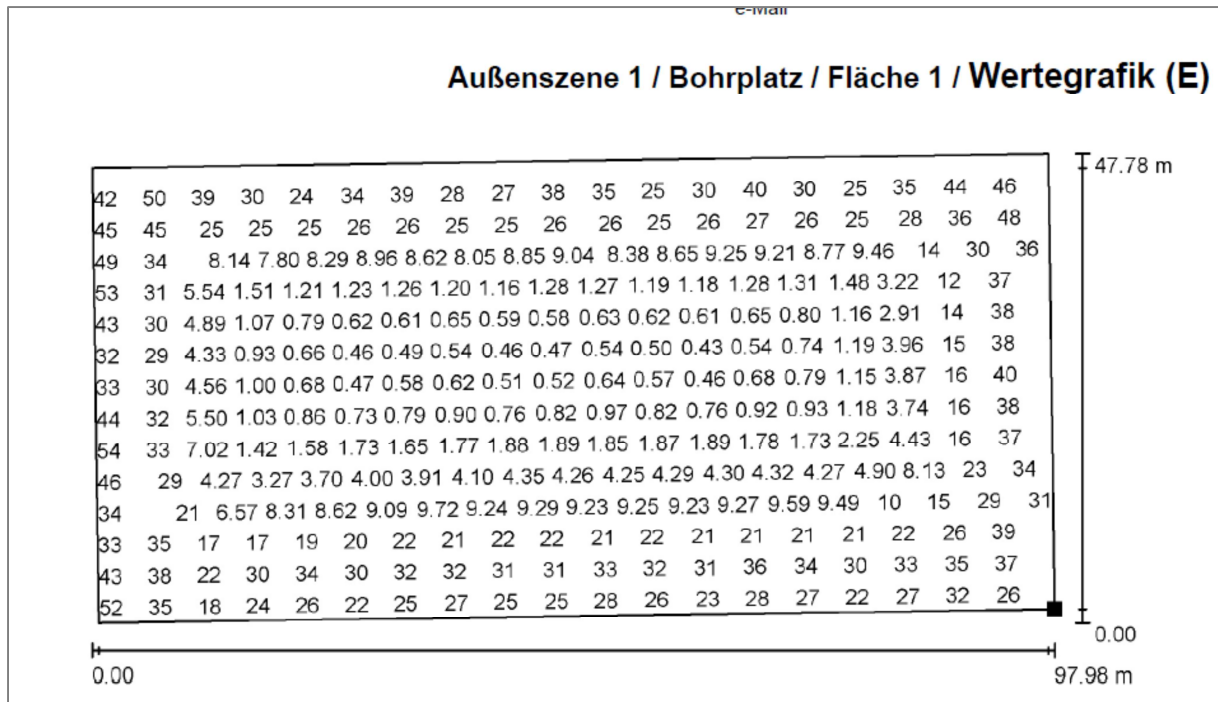 e-Mail
Außenszene 1 / Bohrplatz / Fläche 1 / Wertegrafik (E)
47.78 m
42 50 39 30 24 34 39 28 27 38 35 25 30 40 30 25 35 44 46
45 45 25 25 25 26 26 25 25 26 26 25 26 27 26 25 28 36 48
49 34 8.14 7.80 8.29 8.96 8.62 8.05 8.85 9.04 8.38 8.65 9.25 9.21 8.77 9.46 14 30 36
53 31 5.54 1.51 1.21 1.23 1.26 1.20 1.16 1.28 1.27 1.19 1.18 1.28 1.31 1.48 3.22 12 37
43 30 4.89 1.07 0.79 0.62 0.61 0.65 0.59 0.58 0.63 0.62 0.61 0.65 0.80 1.16 2.91 14 38
32 29 4.33 0.93 0.66 0.46 0.49 0.54 0.46 0.47 0.54 0.50 0.43 0.54 0.74 1.19 3.96 15 38
33 30 4.56 1.00 0.68 0.47 0.58 0.62 0.51 0.52 0.64 0.57 0.46 0.68 0.79 1.15 3.87 16 40
44 32 5.50 1.03 0.86 0.73 0.79 0.90 0.76 0.82 0.97 0.82 0.76 0.92 0.93 1.18 3.74 16 38
54 33 7.02 1.42 1.58 1.73 1.65 1.77 1.88 1.89 1.85 1.87 1.89 1.78 1.73 2.25 4.43 16 37
46 29 4.27 3.27 3.70 4.00 3.91 4.10 4.35 4.26 4.25 4.29 4.30 4.32 4.27 4.90 8.13 23 34
34 21 6.57 8.31 8.62 9.09 9.72 9.24 9.29 9.23 9.25 9.23 9.27 9.59 9.49 10 15 29 31
33 35 17 17 19 20 22 21 22 22 21 22 21 21 21 21 22 26 39
43 38 22 30 34 30 32 32 31 31 33 32 31 36 34 30 33 35 37
52 35 18 24 26 22 25 27 25 25 28 26 23 28 27 22 27 32 26
0.00
0.00 97.98 m